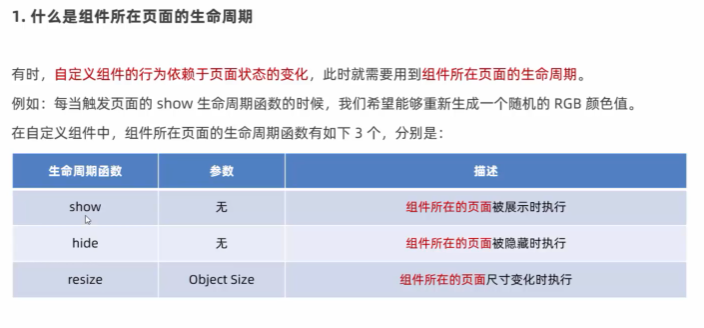 1. 什么是组件所在页面的生命周期
有时，自定义组件的行为依赖于页面状态的变化，此时就需要用到组件所在页面的生命周期。
例如：每当触发页面的 show 生命周期函数的时候，我们希望能够重新生成一个随机的 RGB 颜色值。
在自定义组件中，组件所在页面的生命周期函数有如下 3 个，分别是：
生命周期函数 参数 描述
show 无 组件所在的页面被展示时执行
hide 无 组件所在的页面被隐藏时执行
resize Object Size 组件所在的页面尺寸变化时执行